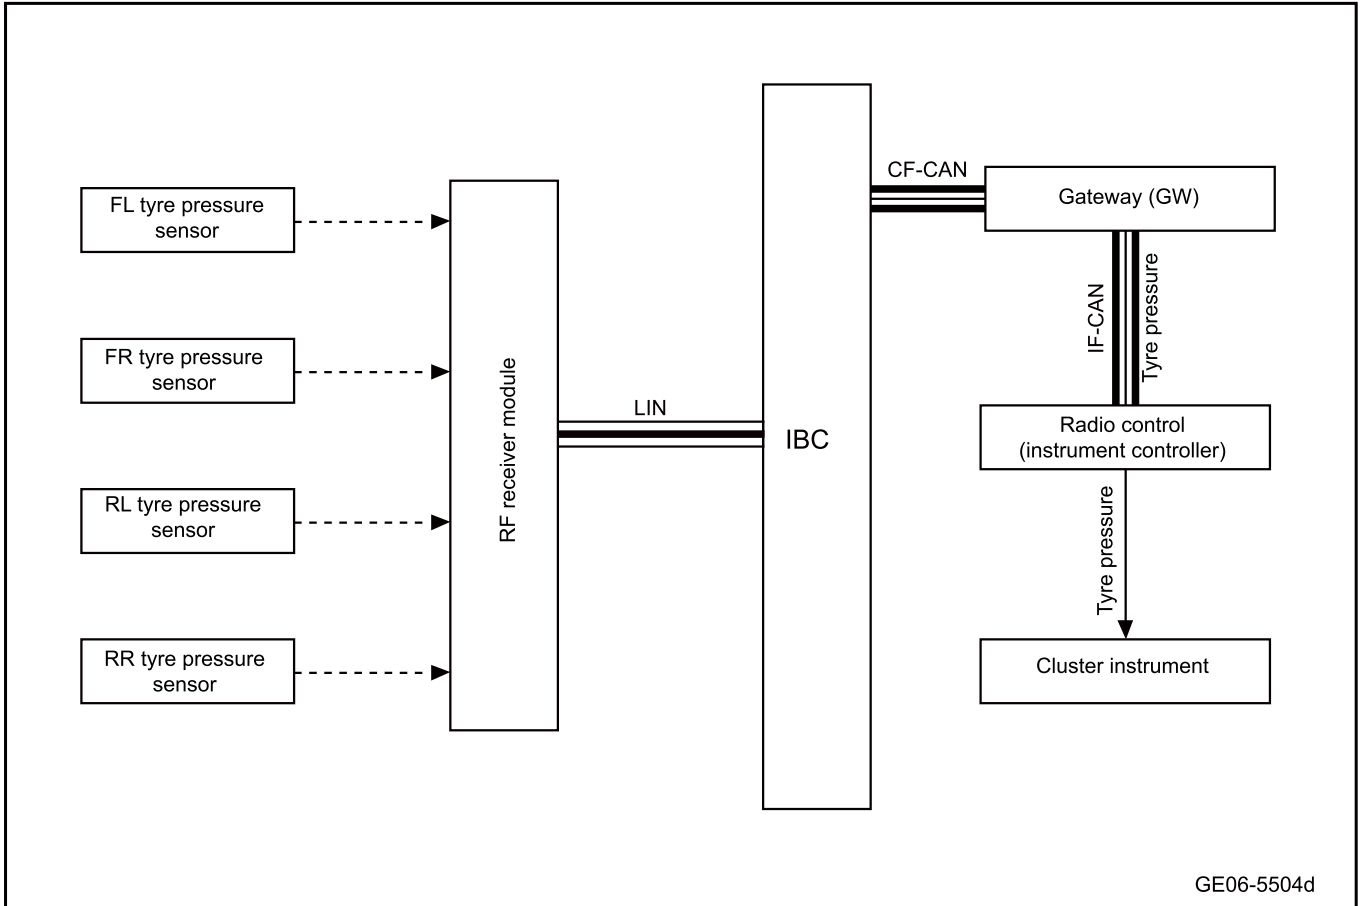 FL tyre pressure
sensor
FR tyre pressure
sensor
RL tyre pressure
sensor
RR tyre pressure
sensor
RF receiver module
LIN
IBC
CF-CAN
Gateway (GW)
IF-CAN
Tyre pressure
Radio control
(instrument controller)
Tyre pressure
Cluster instrument
GE06-5504d